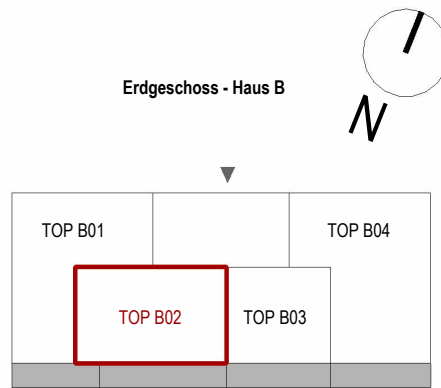 Erdgeschoss - Haus B
N
TOP B01
TOP B04
TOP B02
TOP B03